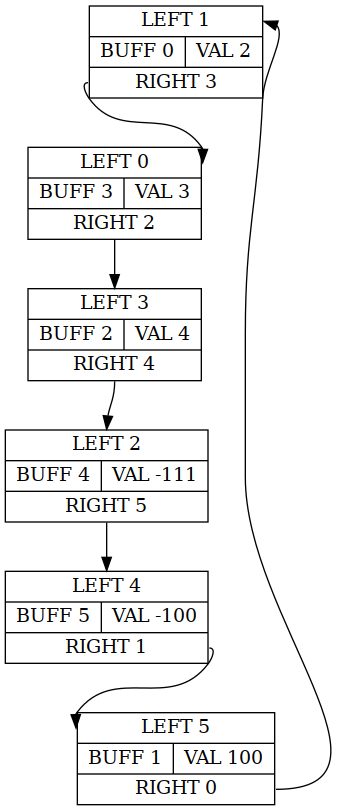 LEFT 1
BUFF 0 VAL 2
RIGHT 3
LEFT 0
BUFF 3 VAL 3
RIGHT 2
LEFT 3
BUFF 2 VAL 4
RIGHT 4
LEFT 2
BUFF 4 VAL -111
RIGHT 5
LEFT 4
BUFF 5 VAL -100
RIGHT 1
LEFT 5
BUFF 1 VAL 100
RIGHT 0